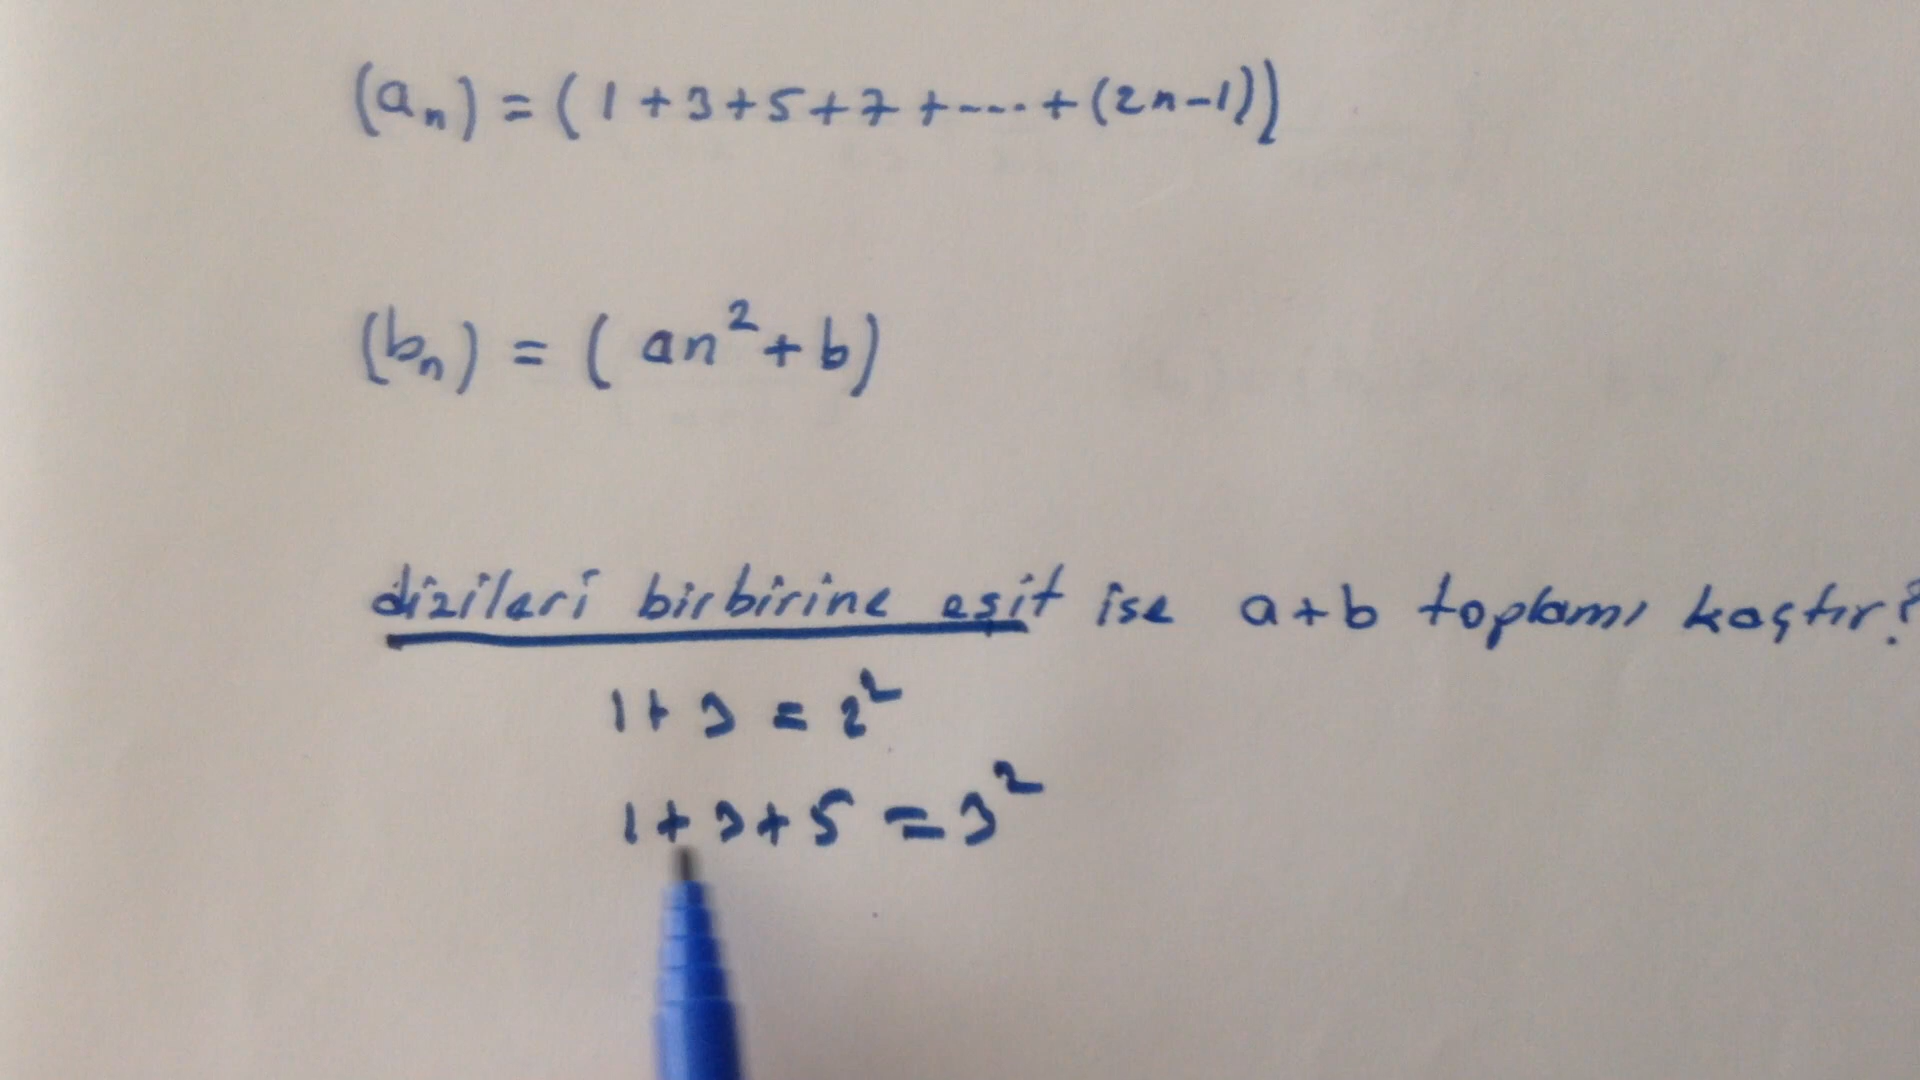 (aₙ) = (1+3+5+7+----+(2n-1))
(bₙ) = ( an²+b)
dizileri birbirine eşit ise a+b toplamı kaçtır?
1+3 = 2²
1+3+5 = 3²